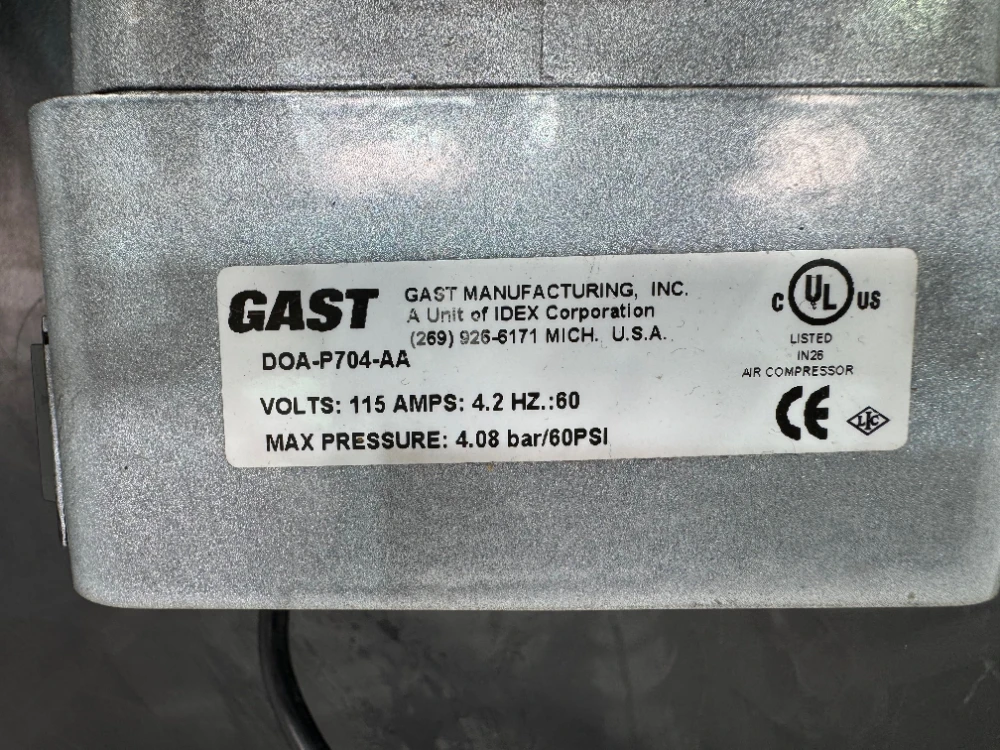 GAST
GAST MANUFACTURING, INC.
A Unit of IDEX Corporation
(269) 926-6171 MICH. U.S.A.
DOA-P704-AA
VOLTS: 115 AMPS: 4.2 HZ.:60
MAX PRESSURE: 4.08 bar/60PSI
C UL US
LISTED
IN26
AIR COMPRESSOR
CE